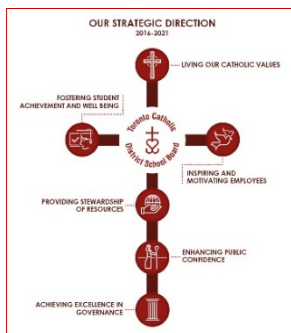 OUR STRATEGIC DIRECTION
2016-2021
LIVING OUR CATHOLIC VALUES
FOSTERING STUDENT
ACHIEVEMENT AND WELL BEING
Toronto Catholic
District School Board
INSPIRING AND
MOTIVATING EMPLOYEES
PROVIDING STEWARDSHIP
OF RESOURCES
ENHANCING PUBLIC
CONFIDENCE
ACHIEVING EXCELLENCE IN
GOVERNANCE